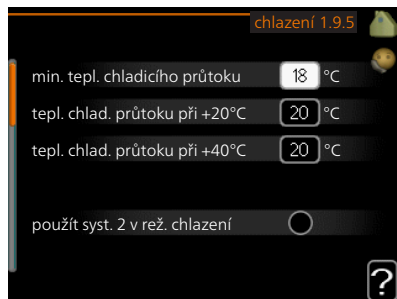 chlazení 1.9.5
min. tepl. chladicího průtoku 18 °C
tepl. chlad. průtoku při +20°C 20 °C
tepl. chlad. průtoku při +40°C 20 °C
použít syst. 2 v rež. chlazení
?